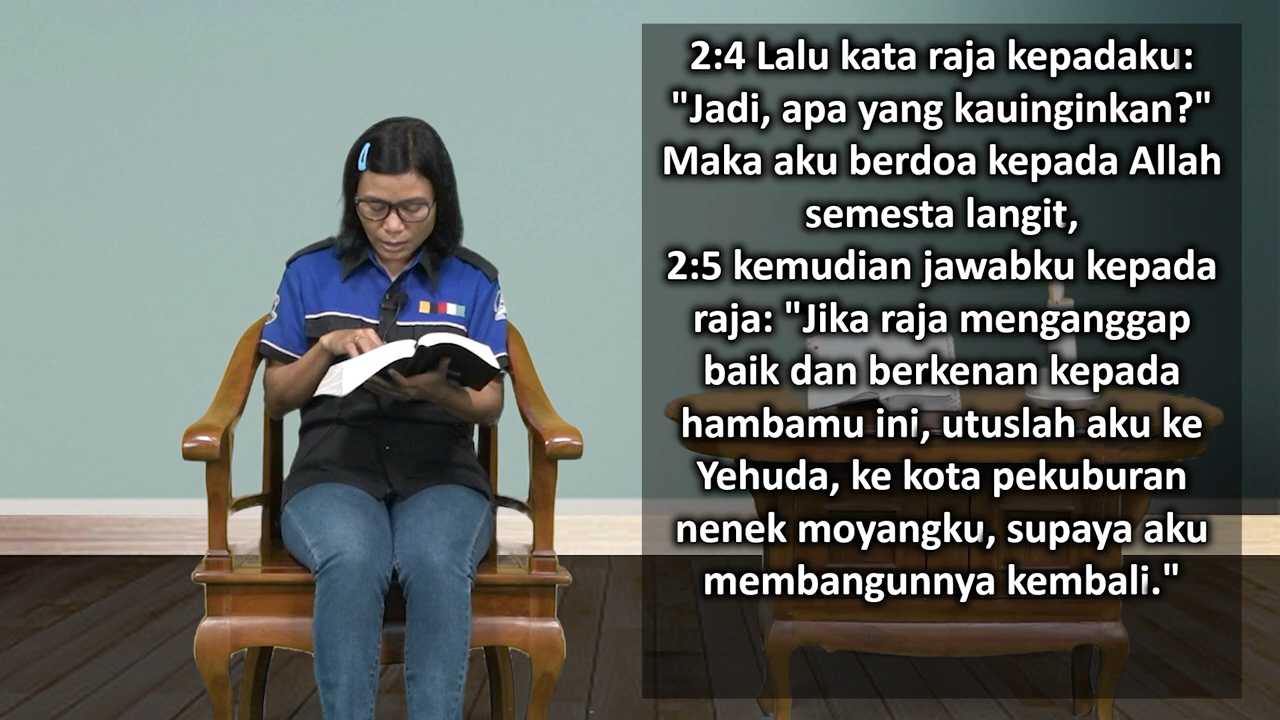 2:4 Lalu kata raja kepadaku:
"Jadi, apa yang kauinginkan?"
Maka aku berdoa kepada Allah
semesta langit,
2:5 kemudian jawabku kepada
raja: "Jika raja menganggap
baik dan berkenan kepada
hambamu ini, utuslah aku ke
Yehuda, ke kota pekuburan
nenek moyangku, supaya aku
membangunnya kembali."